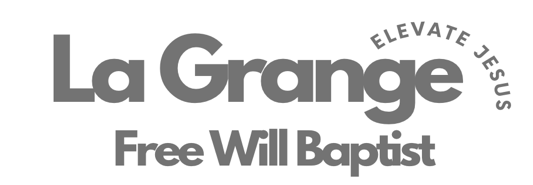 La Grange
ELEVATE JESUS
Free Will Baptist